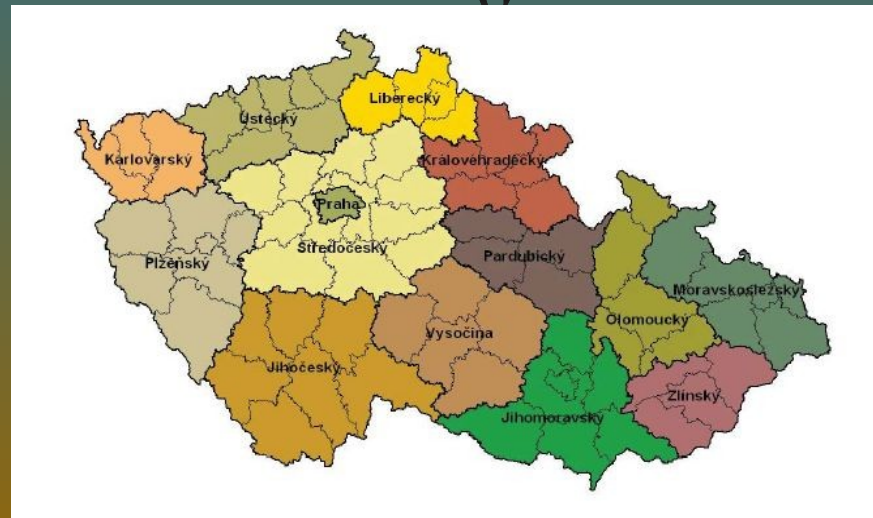 Liberecký
Ústecký
Karlovarský
Královéhradecký
Praha
Středočeský
Pardubický
Plzeňský
Moravskoslezský
Olomoucký
Vysočina
Jihočeský
Zlínský
Jihomoravský